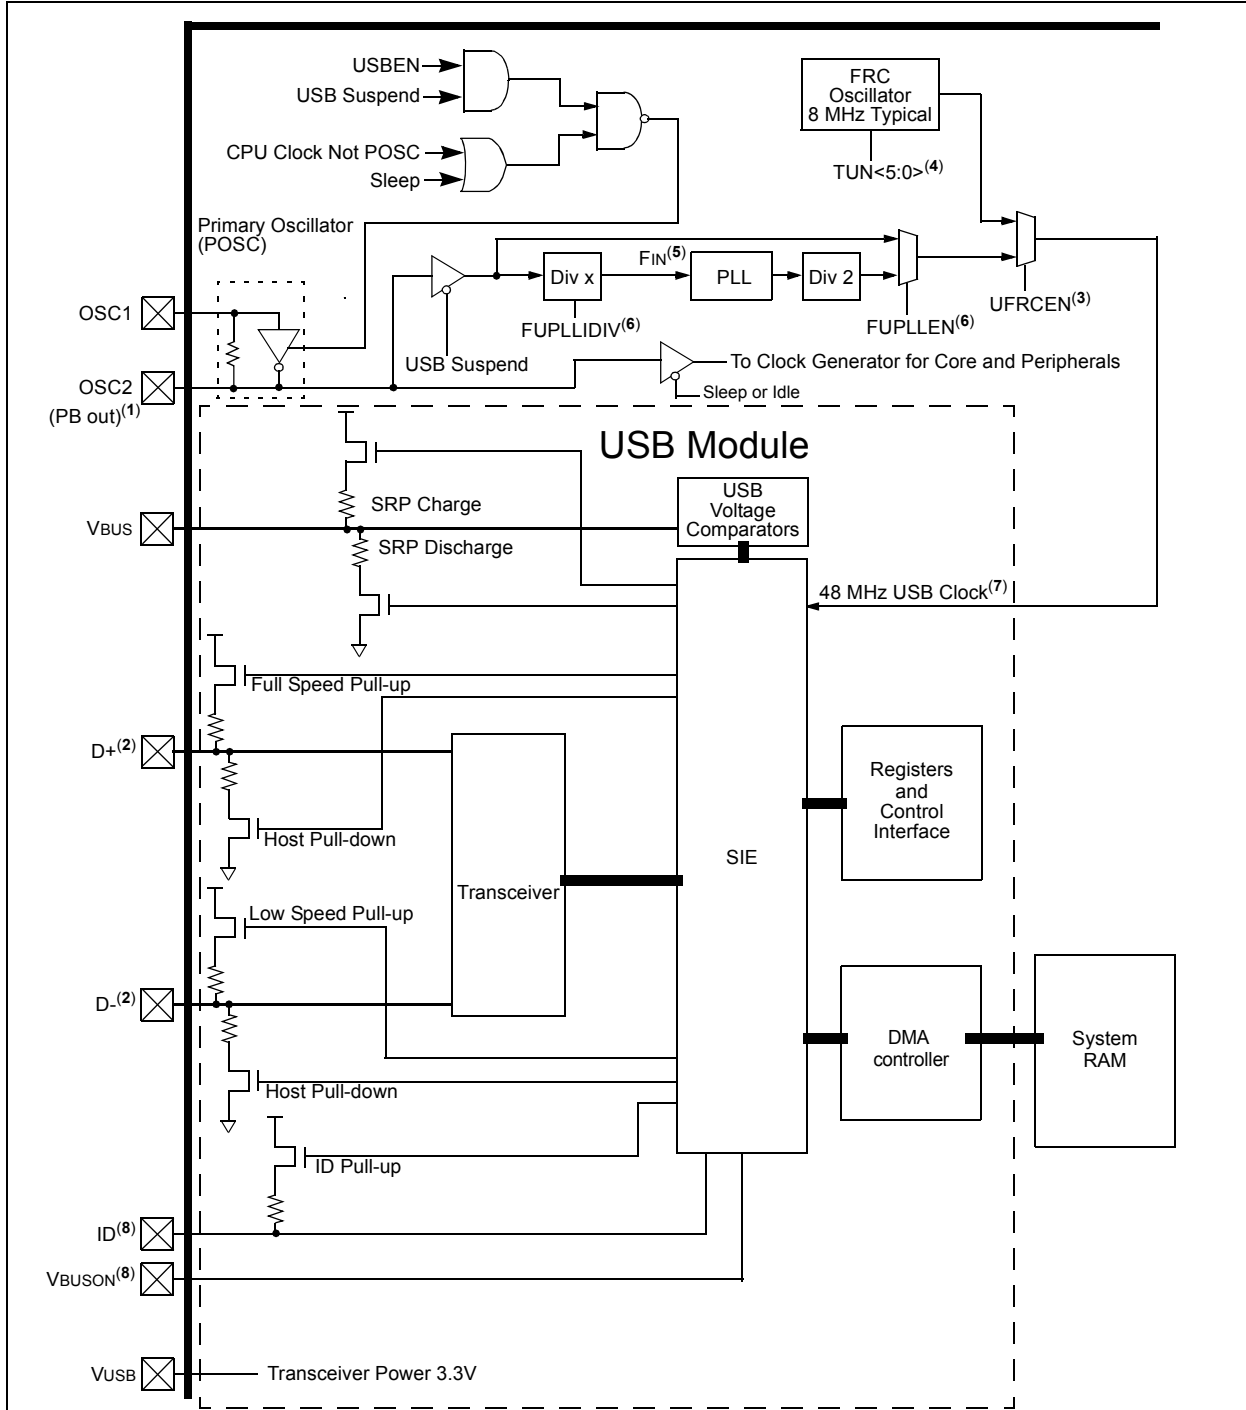 USBEN
USB Suspend
CPU Clock Not POSC
Sleep
FRC
Oscillator
8 MHz Typical
TUN<5:0>(4)
Primary Oscillator
(POSC)
FIN(5)
Div x
PLL
Div 2
UFRCEN(3)
OSC1
FUPLLIDIV(6)
FUPLLEN(6)
USB Suspend
To Clock Generator for Core and Peripherals
OSC2
(PB out)(1)
Sleep or Idle
USB Module
USB
Voltage
Comparators
SRP Charge
VBUS
SRP Discharge
48 MHz USB Clock(7)
Full Speed Pull-up
D+(2)
Registers
and
Control
Interface
Host Pull-down
SIE
Transceiver
Low Speed Pull-up
D-(2)
DMA
controller
System
RAM
Host Pull-down
ID Pull-up
ID(8)
VBUSON(8)
VUSB
Transceiver Power 3.3V